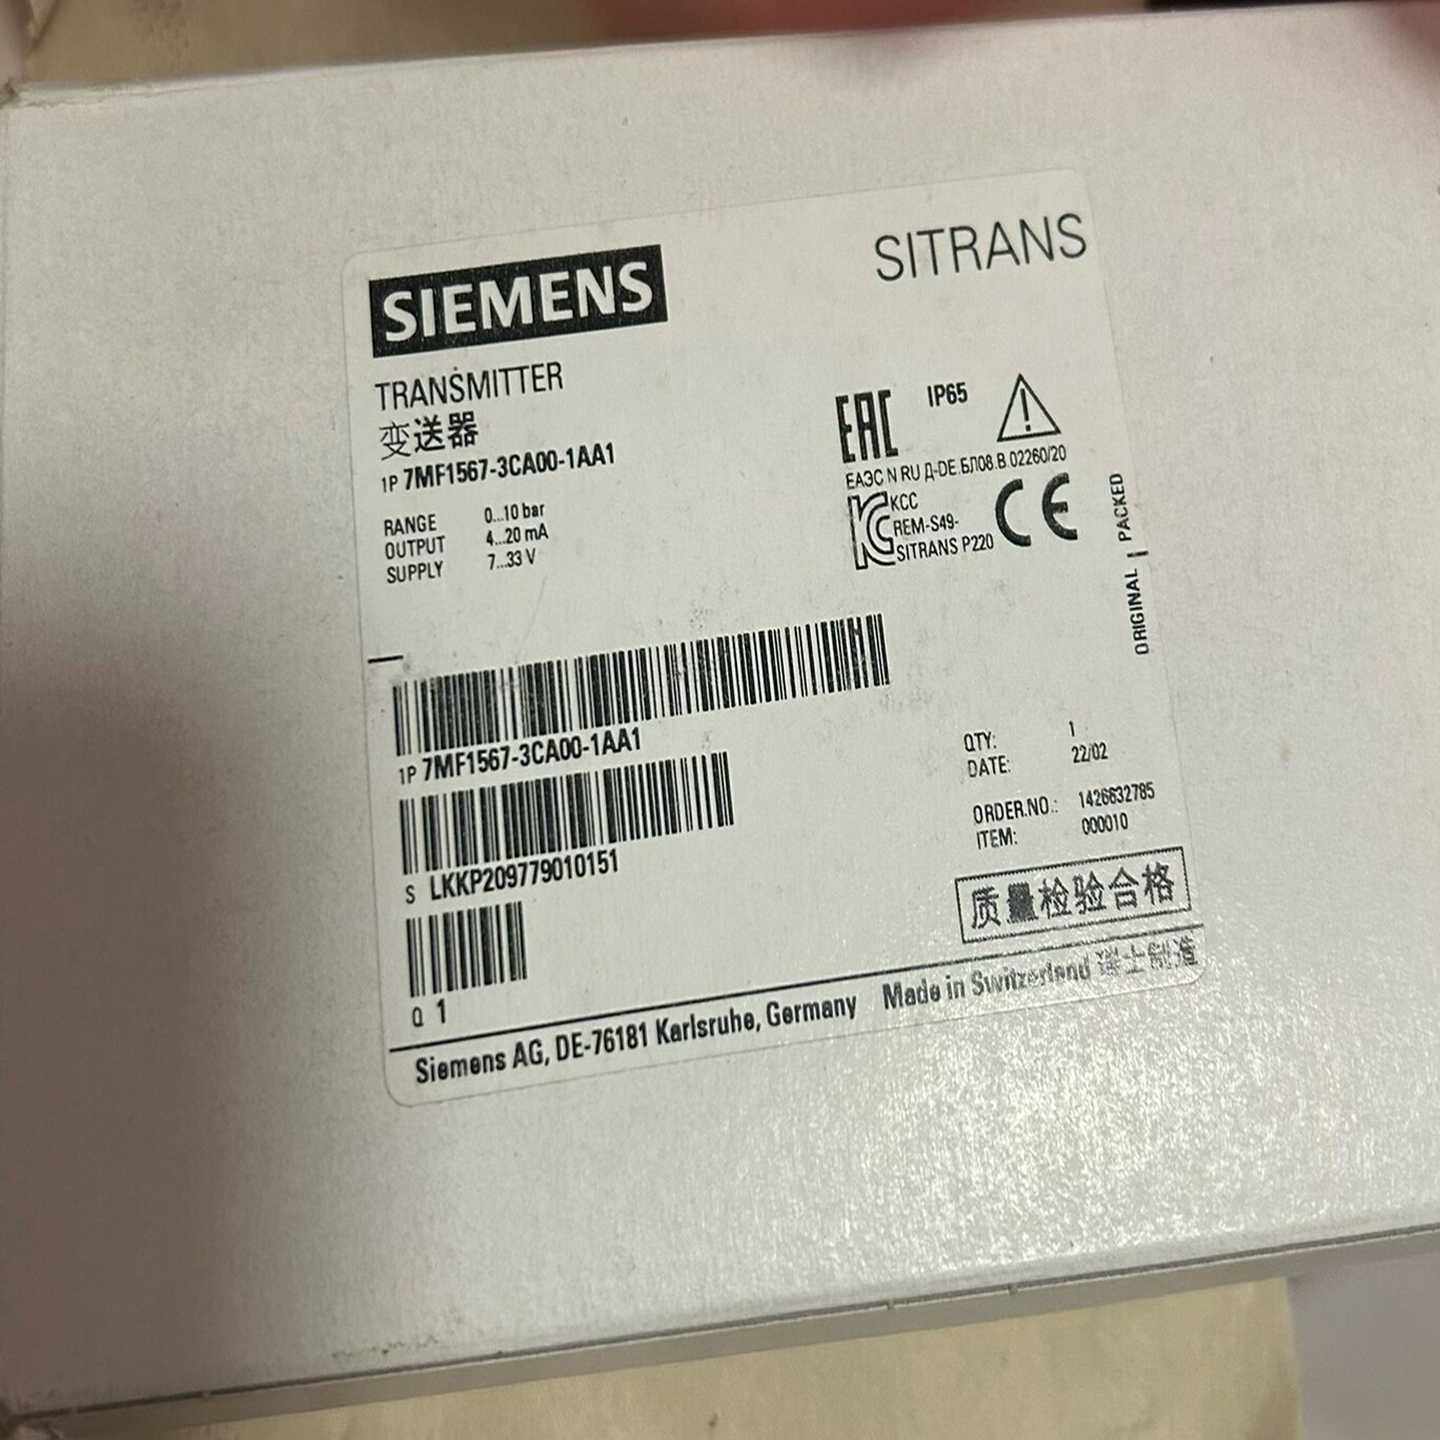 SIEMENS
SITRANS
TRANSMITTER
变送器
1P 7MF1567-3CA00-1AA1
RANGE 0...10 bar
OUTPUT 4...20 mA
SUPPLY 7...33 V
EAC IP65
ЕАЭС N RU Д-DE.БЛ08.B.02260/20
KCC
REM-S49-
SITRANS P220
CE
ORIGINAL | PACKED
1P 7MF1567-3CA00-1AA1
S LKKP209779010151
Q 1
QTY: 1
DATE: 22/02
ORDER.NO.: 1426632785
ITEM: 000010
质量检验合格
Siemens AG, DE-76181 Karlsruhe, Germany Made in Switzerland 瑞士制造